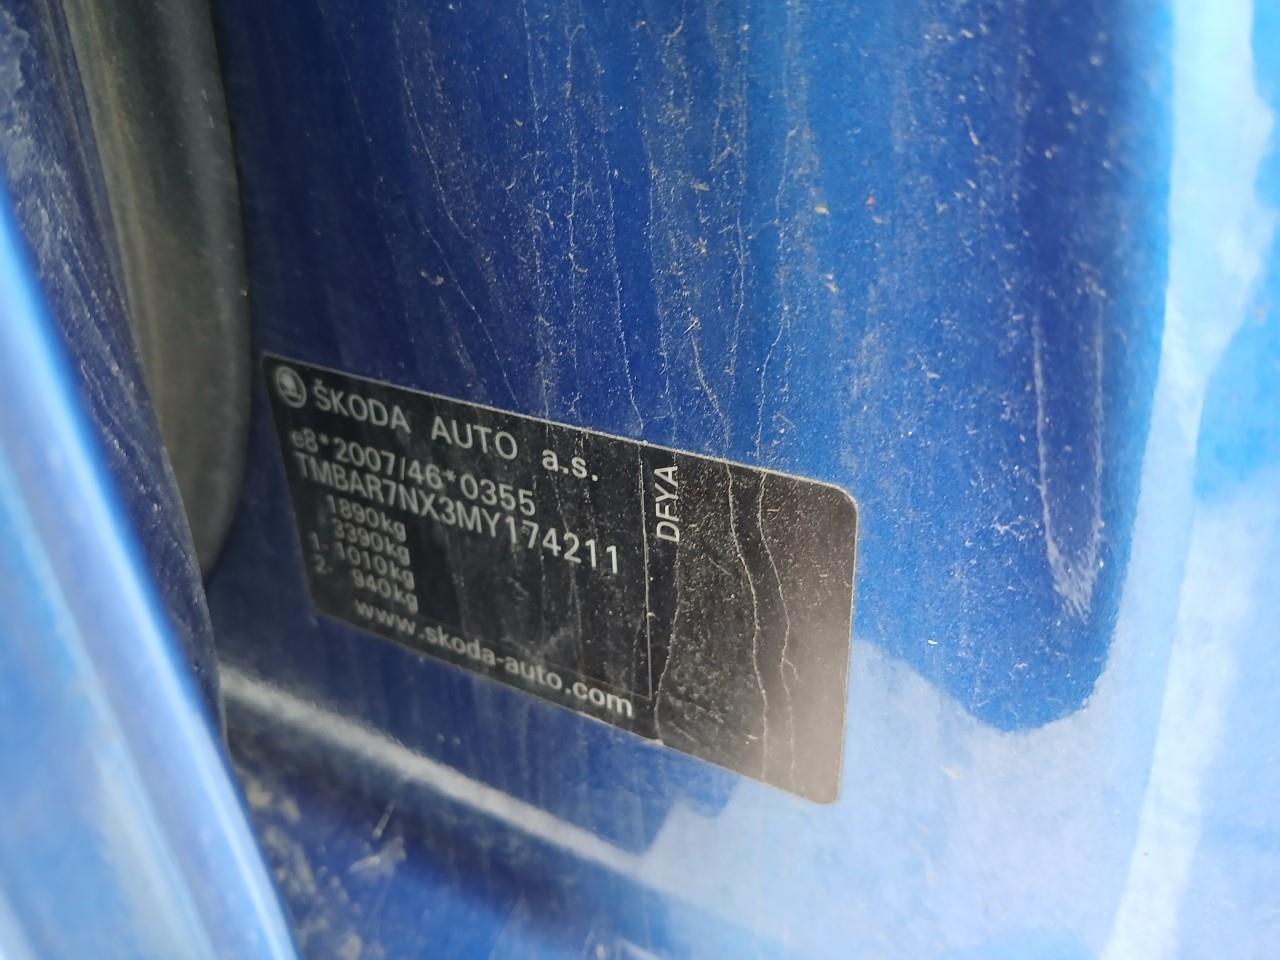 ŠKODA AUTO a.s.
e8*2007/46*0355
TMBAR7NX3MY174211
1890kg
3390kg
1- 1010kg
2- 940kg
www.skoda-auto.com
DFYA